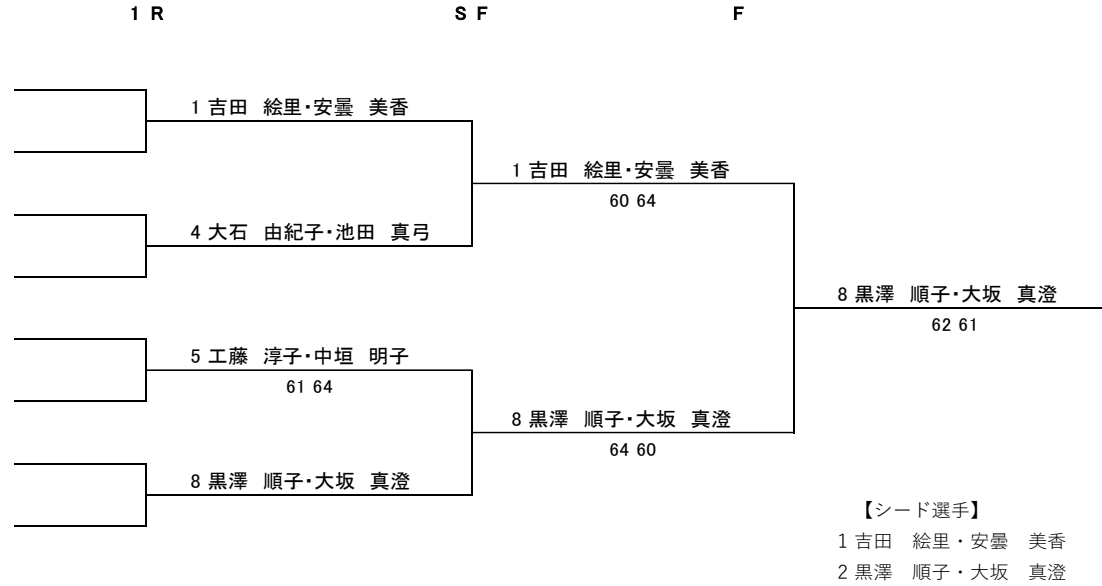 1 R　S F　F
1 吉田　絵里・安曇　美香
1 吉田　絵里・安曇　美香
60 64
4 大石　由紀子・池田　真弓
8 黒澤　順子・大坂　真澄
62 61
5 工藤　淳子・中垣　明子
61 64
8 黒澤　順子・大坂　真澄
64 60
8 黒澤　順子・大坂　真澄
【シード選手】
1 吉田　絵里・安曇　美香
2 黒澤　順子・大坂　真澄